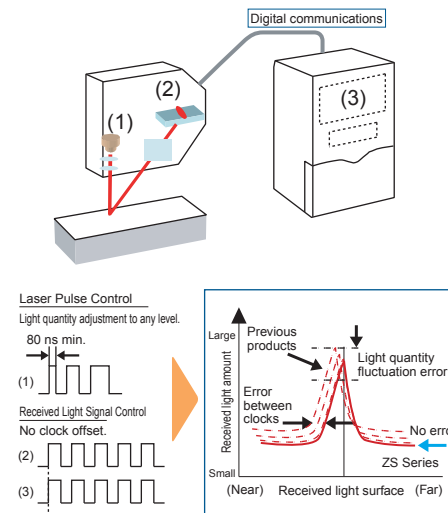 Digital communications
(1)
(2)
(3)
Laser Pulse Control
Light quantity adjustment to any level.
80 ns min.
(1)
Received Light Signal Control
No clock offset.
(2)
(3)
Large
Received light amount
Small
Previous
products
Error
between
clocks
Light quantity
fluctuation error
No error
ZS Series
(Near)
Received light surface
(Far)